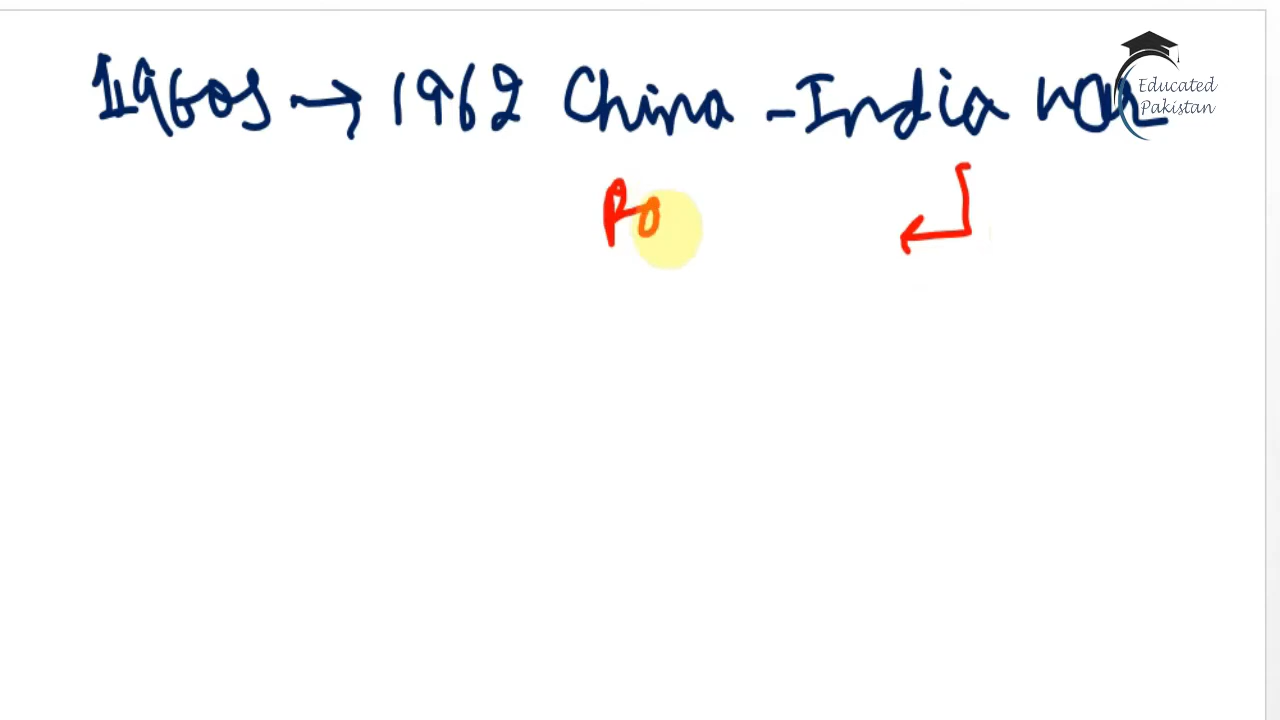 1960s → 1962 China - India war
Educated
Pakistan
Po